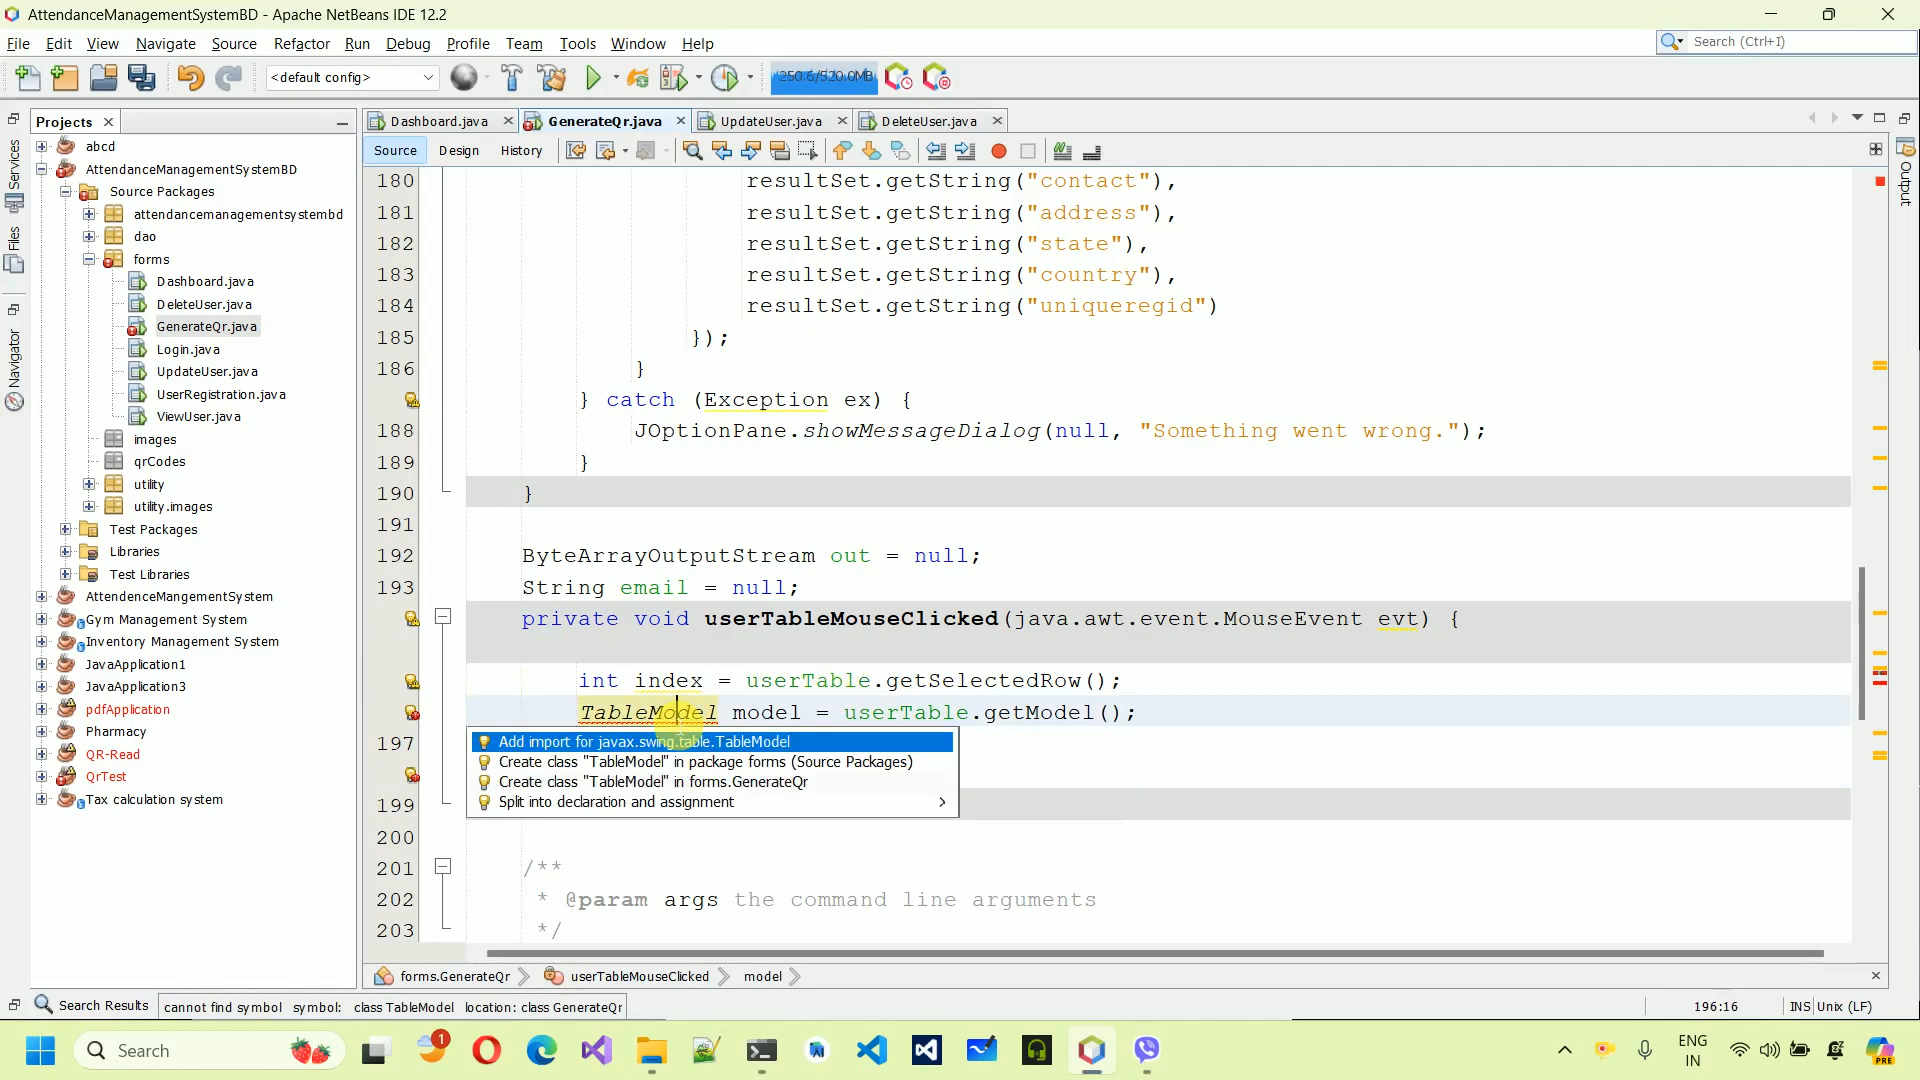 AttendanceManagementSystemBD - Apache NetBeans IDE 12.2
File Edit View Navigate Source Refactor Run Debug Profile Team Tools Window Help
Search (Ctrl+I)
<default config>
250.6/520.0MB
Projects
Dashboard.java GenerateQr.java UpdateUser.java DeleteUser.java
Source Design History
Services
Files
Navigator
Output
abcd
AttendanceManagementSystemBD
Source Packages
attendancemanagementsystembd
dao
forms
Dashboard.java
DeleteUser.java
GenerateQr.java
Login.java
UpdateUser.java
UserRegistration.java
ViewUser.java
images
qrCodes
utility
utility.images
Test Packages
Libraries
Test Libraries
AttendenceMangementSystem
Gym Management System
Inventory Management System
JavaApplication1
JavaApplication3
pdfApplication
Pharmacy
QR-Read
QrTest
Tax calculation system
180 resultSet.getString("contact"),
181 resultSet.getString("address"),
182 resultSet.getString("state"),
183 resultSet.getString("country"),
184 resultSet.getString("uniqueregid")
185 });
186 }
} catch (Exception ex) {
188 JOptionPane.showMessageDialog(null, "Something went wrong.");
189 }
190 }
191
192 ByteArrayOutputStream out = null;
193 String email = null;
private void userTableMouseClicked(java.awt.event.MouseEvent evt) {
int index = userTable.getSelectedRow();
TableModel model = userTable.getModel();
197
Add import for javax.swing.table.TableModel
Create class "TableModel" in package forms (Source Packages)
Create class "TableModel" in forms.GenerateQr
Split into declaration and assignment
199
200
201 /**
202 * @param args the command line arguments
203 */
forms.GenerateQr userTableMouseClicked model
Search Results cannot find symbol symbol: class TableModel location: class GenerateQr
196:16 INS Unix (LF)
Search
1
ENG
IN
PRE